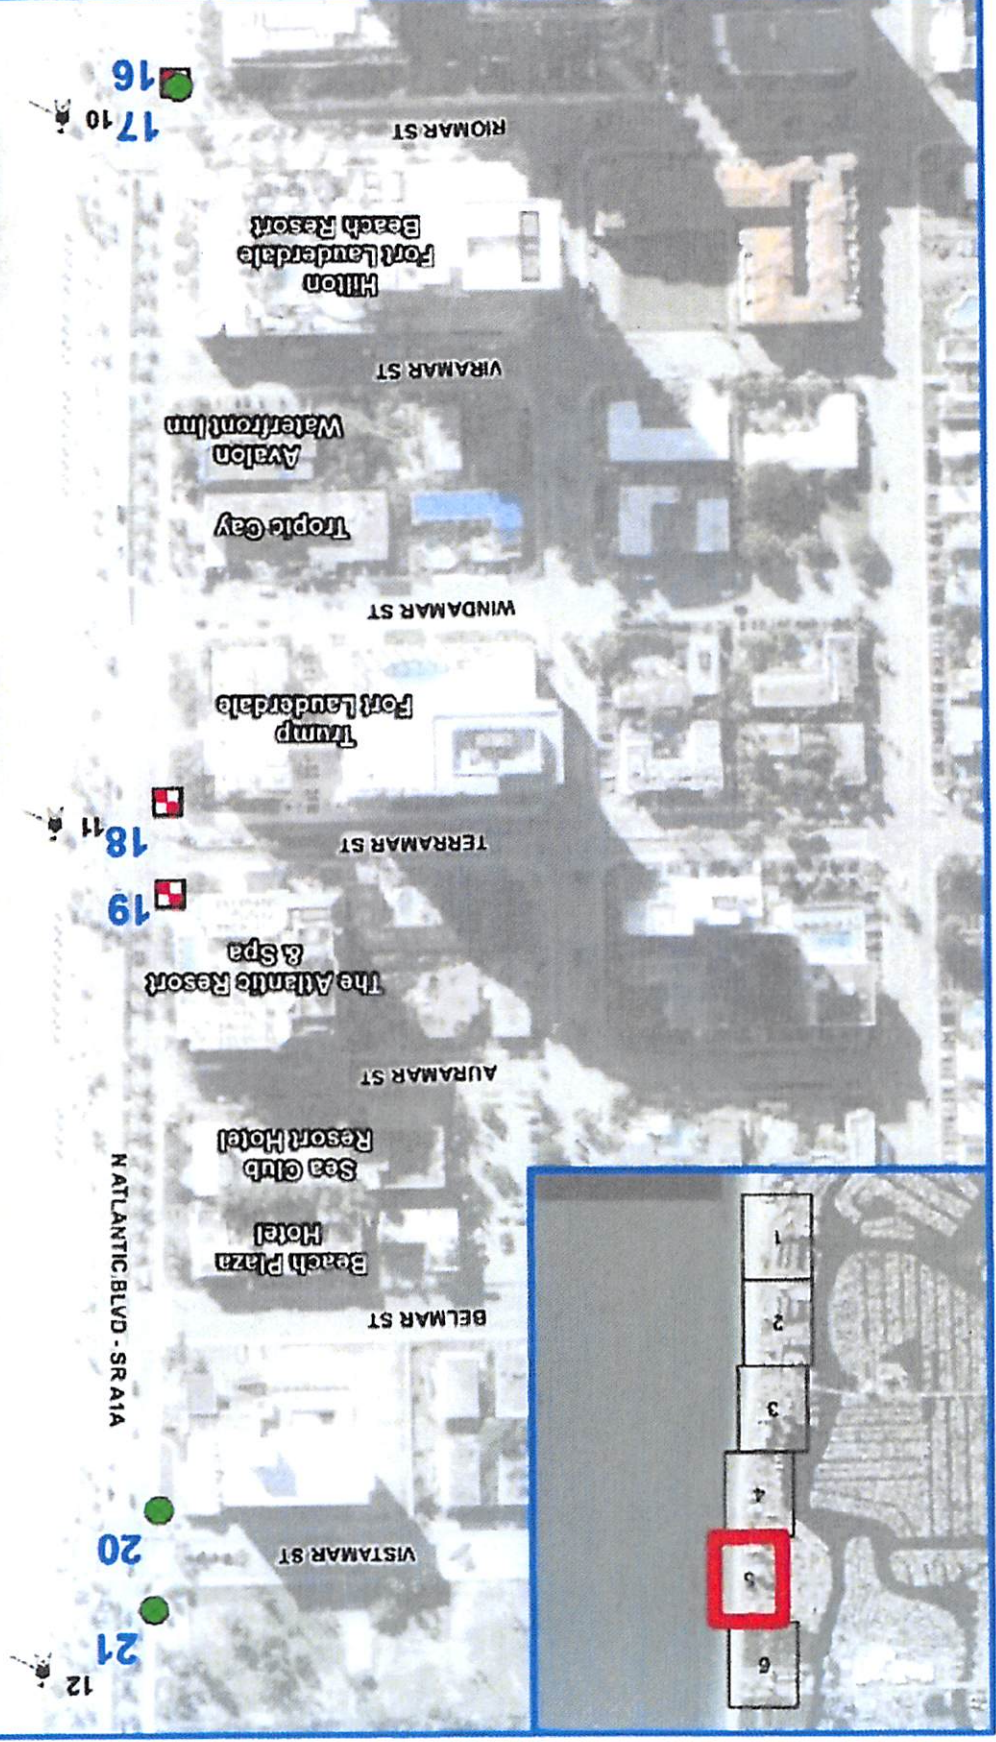 12
21
6
5
4
3
2
1
VISTAMAR ST
20
N ATLANTIC BLVD - SR A1A
BELMAR ST
Beach Plaza
Hotel
Sea Club
Resort Hotel
AURAMAR ST
The Atlantic Resort
& Spa
19
TERRAMAR ST
18
11
Trump
Fort Lauderdale
WINDAMAR ST
Tropic Cay
Avalon
Waterfront Inn
VIRAMAR ST
Hilton
Fort Lauderdale
Beach Resort
RIOMAR ST
17
10
16